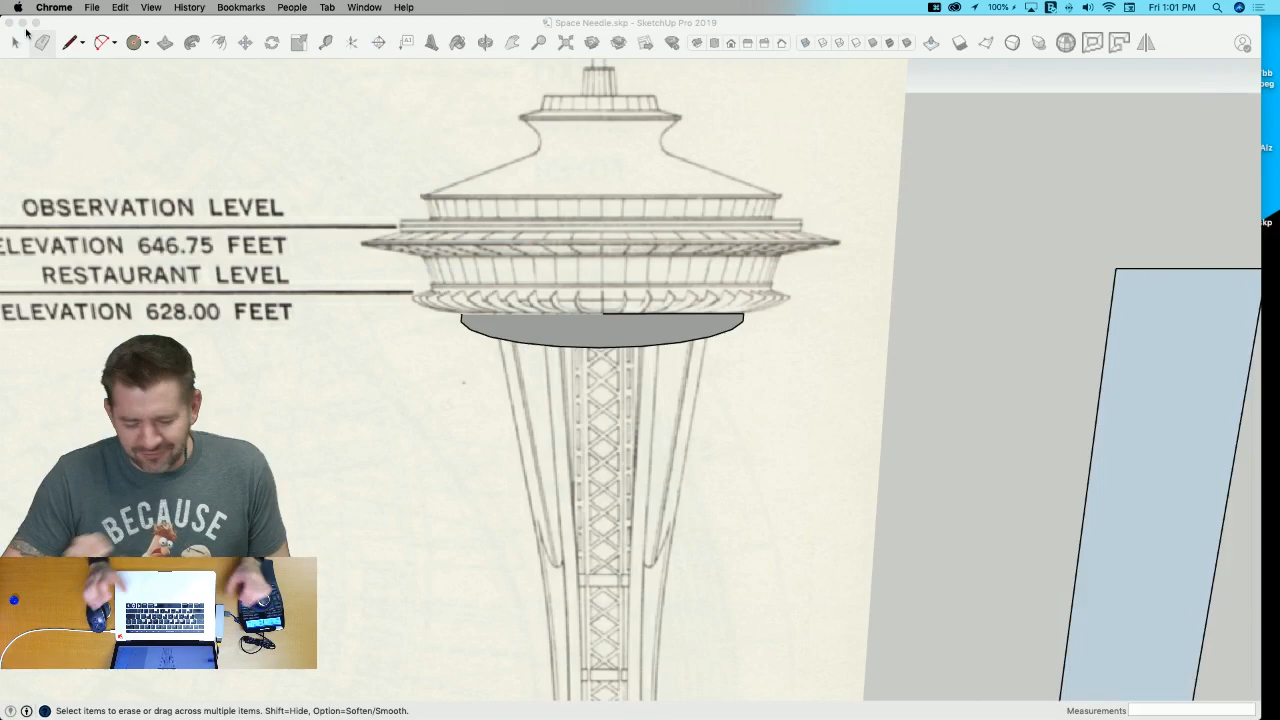 Chrome File Edit View History Bookmarks People Tab Window Help
100% Fri 1:01 PM
Space Needle.skp - SketchUp Pro 2019
OBSERVATION LEVEL
ELEVATION 646.75 FEET
RESTAURANT LEVEL
ELEVATION 628.00 FEET
BECAUSE
Select items to erase or drag across multiple items. Shift=Hide, Option=Soften/Smooth.
Measurements